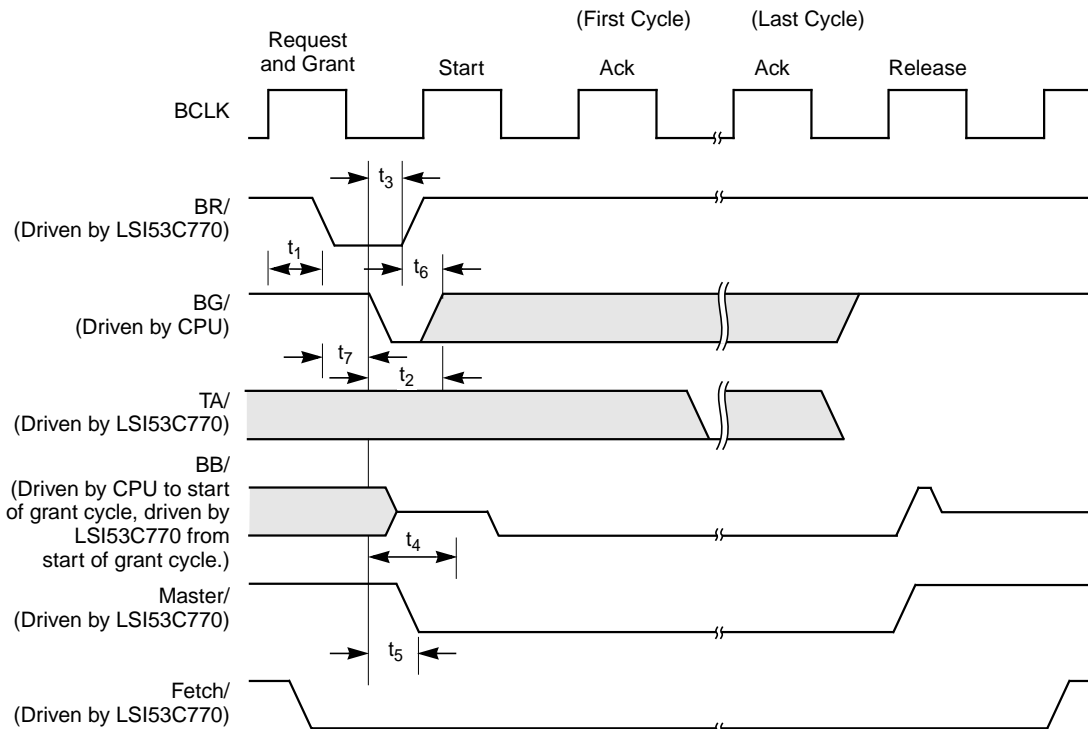 (First Cycle) (Last Cycle)
Request
and Grant
Start Ack Ack Release
BCLK
t3
BR/
(Driven by LSI53C770)
t1
t6
BG/
(Driven by CPU)
t7
t2
TA/
(Driven by LSI53C770)
BB/
(Driven by CPU to start
of grant cycle, driven by
LSI53C770 from
start of grant cycle.)
t4
Master/
(Driven by LSI53C770)
t5
Fetch/
(Driven by LSI53C770)